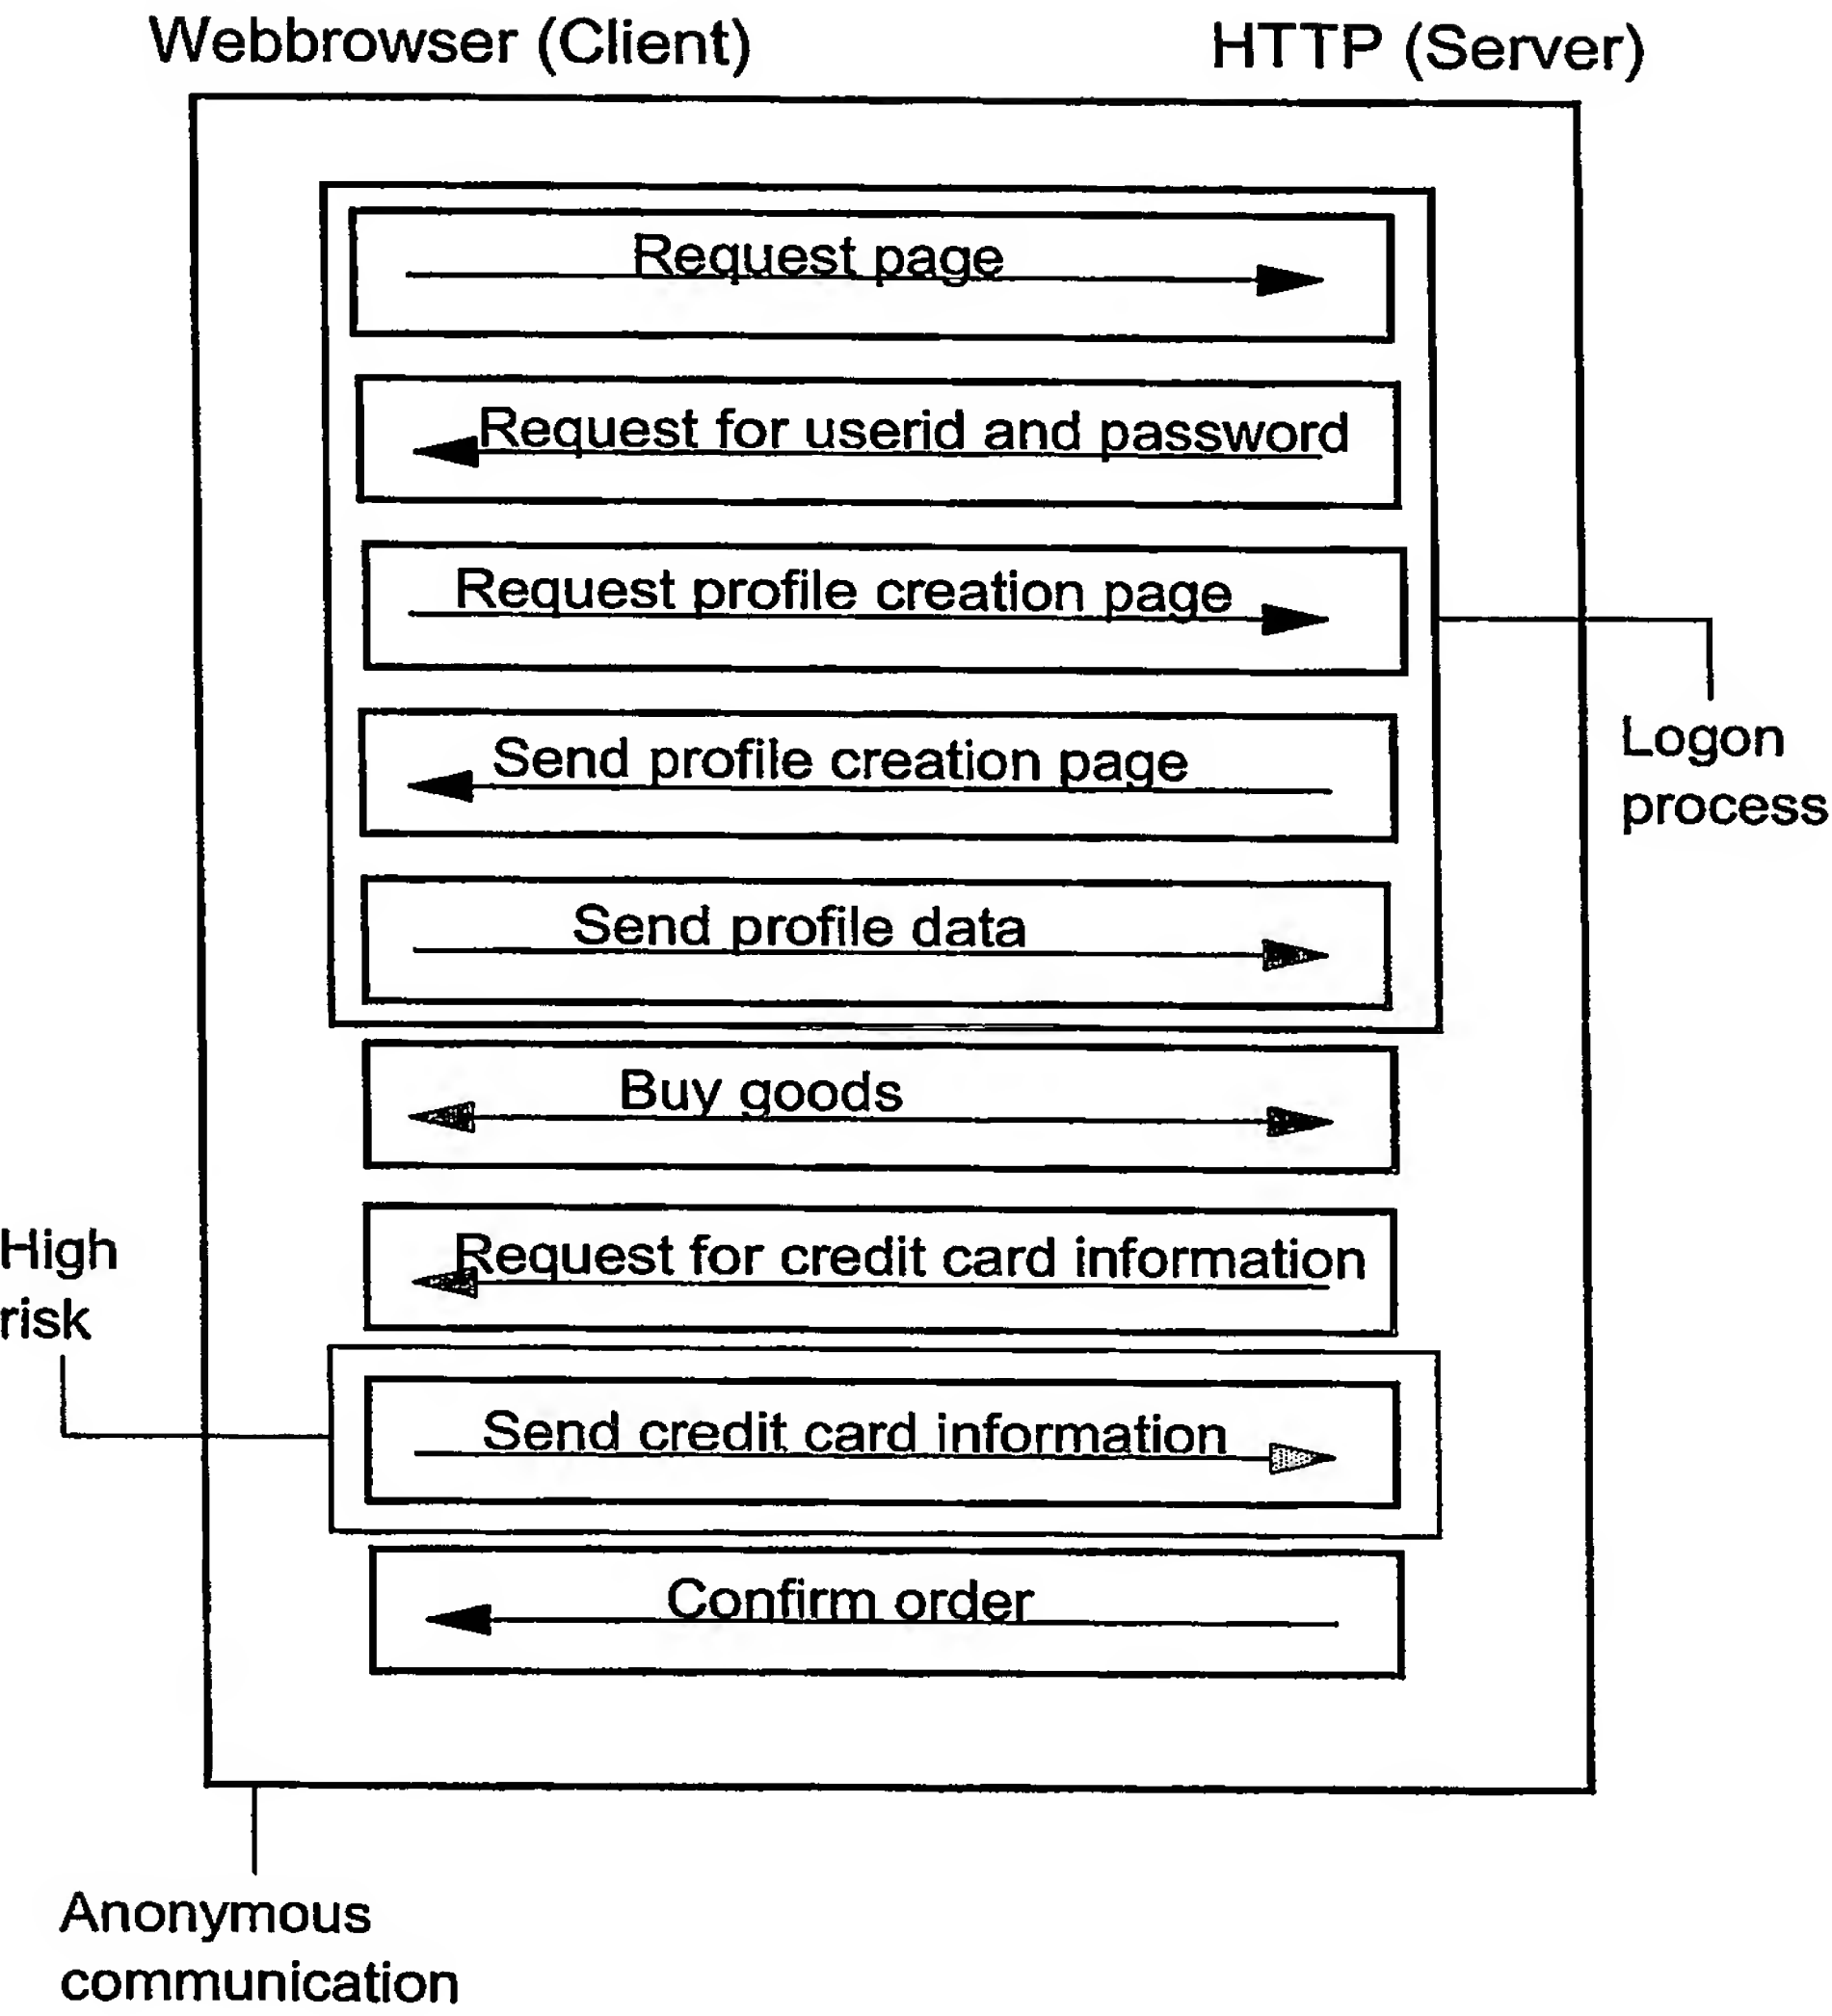 Webbrowser (Client)
HTTP (Server)
Request page
Request for userid and password
Request profile creation page
Send profile creation page
Logon
process
Send profile data
Buy goods
High
risk
Request for credit card information
Send credit card information
Confirm order
Anonymous
communication